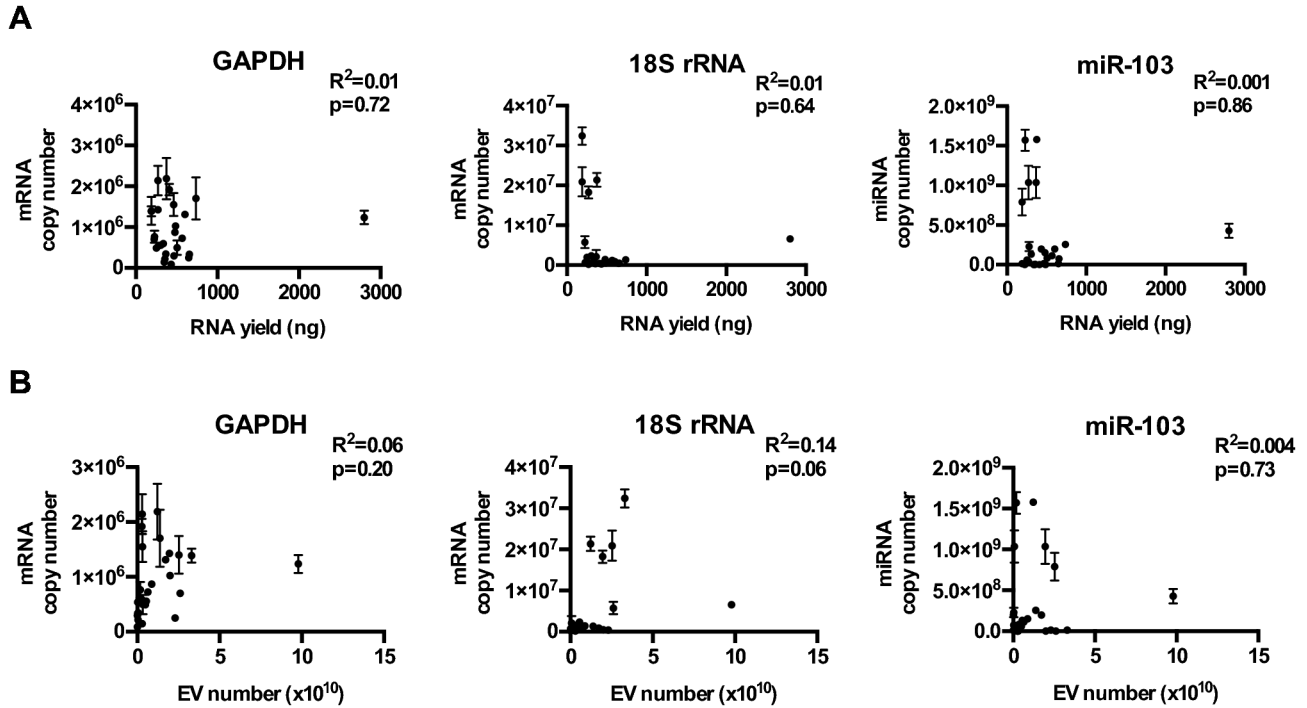 A
GAPDH
R²=0.01
p=0.72
mRNA
copy number
4×10⁶
3×10⁶
2×10⁶
1×10⁶
0
0 1000 2000 3000
RNA yield (ng)
18S rRNA
R²=0.01
p=0.64
mRNA
copy number
4×10⁷
3×10⁷
2×10⁷
1×10⁷
0
0 1000 2000 3000
RNA yield (ng)
miR-103
R²=0.001
p=0.86
miRNA
copy number
2.0×10⁹
1.5×10⁹
1.0×10⁹
5.0×10⁸
0.0
0 1000 2000 3000
RNA yield (ng)
B
GAPDH
R²=0.06
p=0.20
mRNA
copy number
3×10⁶
2×10⁶
1×10⁶
0
0 5 10 15
EV number (x10¹⁰)
18S rRNA
R²=0.14
p=0.06
mRNA
copy number
4×10⁷
3×10⁷
2×10⁷
1×10⁷
0
0 5 10 15
EV number (x10¹⁰)
miR-103
R²=0.004
p=0.73
miRNA
copy number
2.0×10⁹
1.5×10⁹
1.0×10⁹
5.0×10⁸
0.0
0 5 10 15
EV number (x10¹⁰)